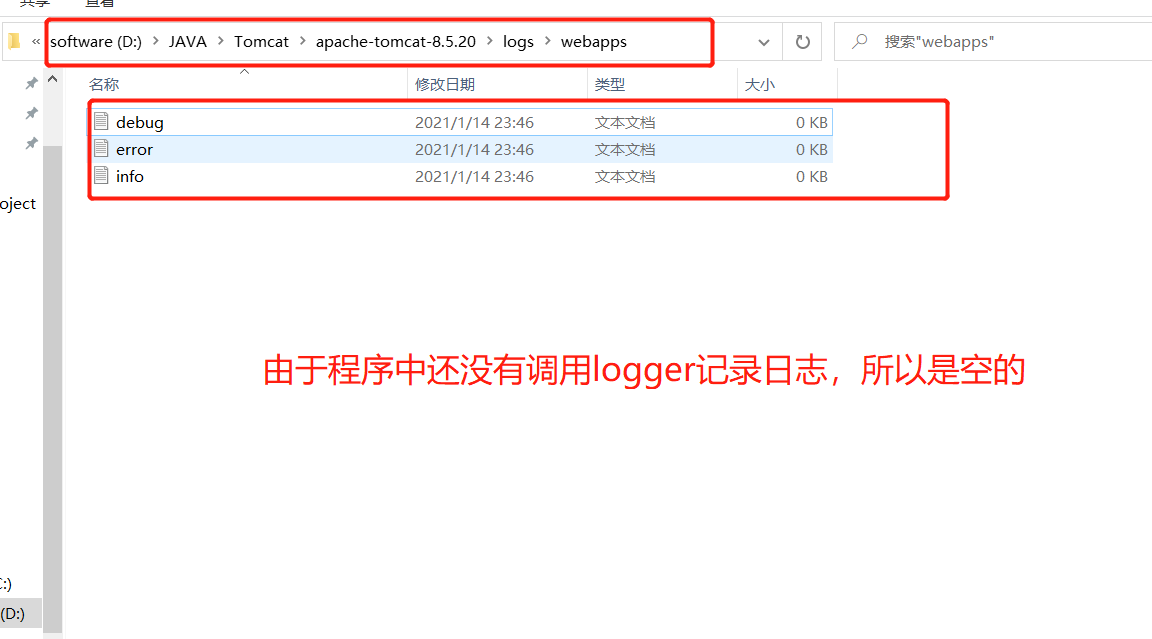 共享 查看
« software (D:) > JAVA > Tomcat > apache-tomcat-8.5.20 > logs > webapps
搜索"webapps"
名称 修改日期 类型 大小
debug 2021/1/14 23:46 文本文档 0 KB
error 2021/1/14 23:46 文本文档 0 KB
info 2021/1/14 23:46 文本文档 0 KB
oject
由于程序中还没有调用logger记录日志，所以是空的
:)
(D:)